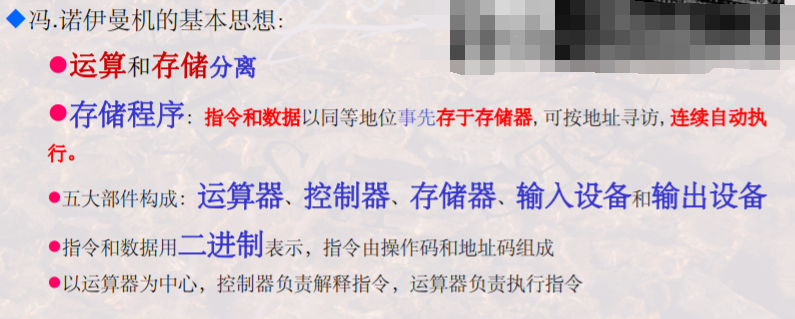 ◆冯.诺伊曼机的基本思想:
●运算和存储分离
●存储程序：指令和数据以同等地位事先存于存储器, 可按地址寻访, 连续自动执
行。
●五大部件构成：运算器、控制器、存储器、输入设备和输出设备
●指令和数据用二进制表示，指令由操作码和地址码组成
●以运算器为中心，控制器负责解释指令，运算器负责执行指令